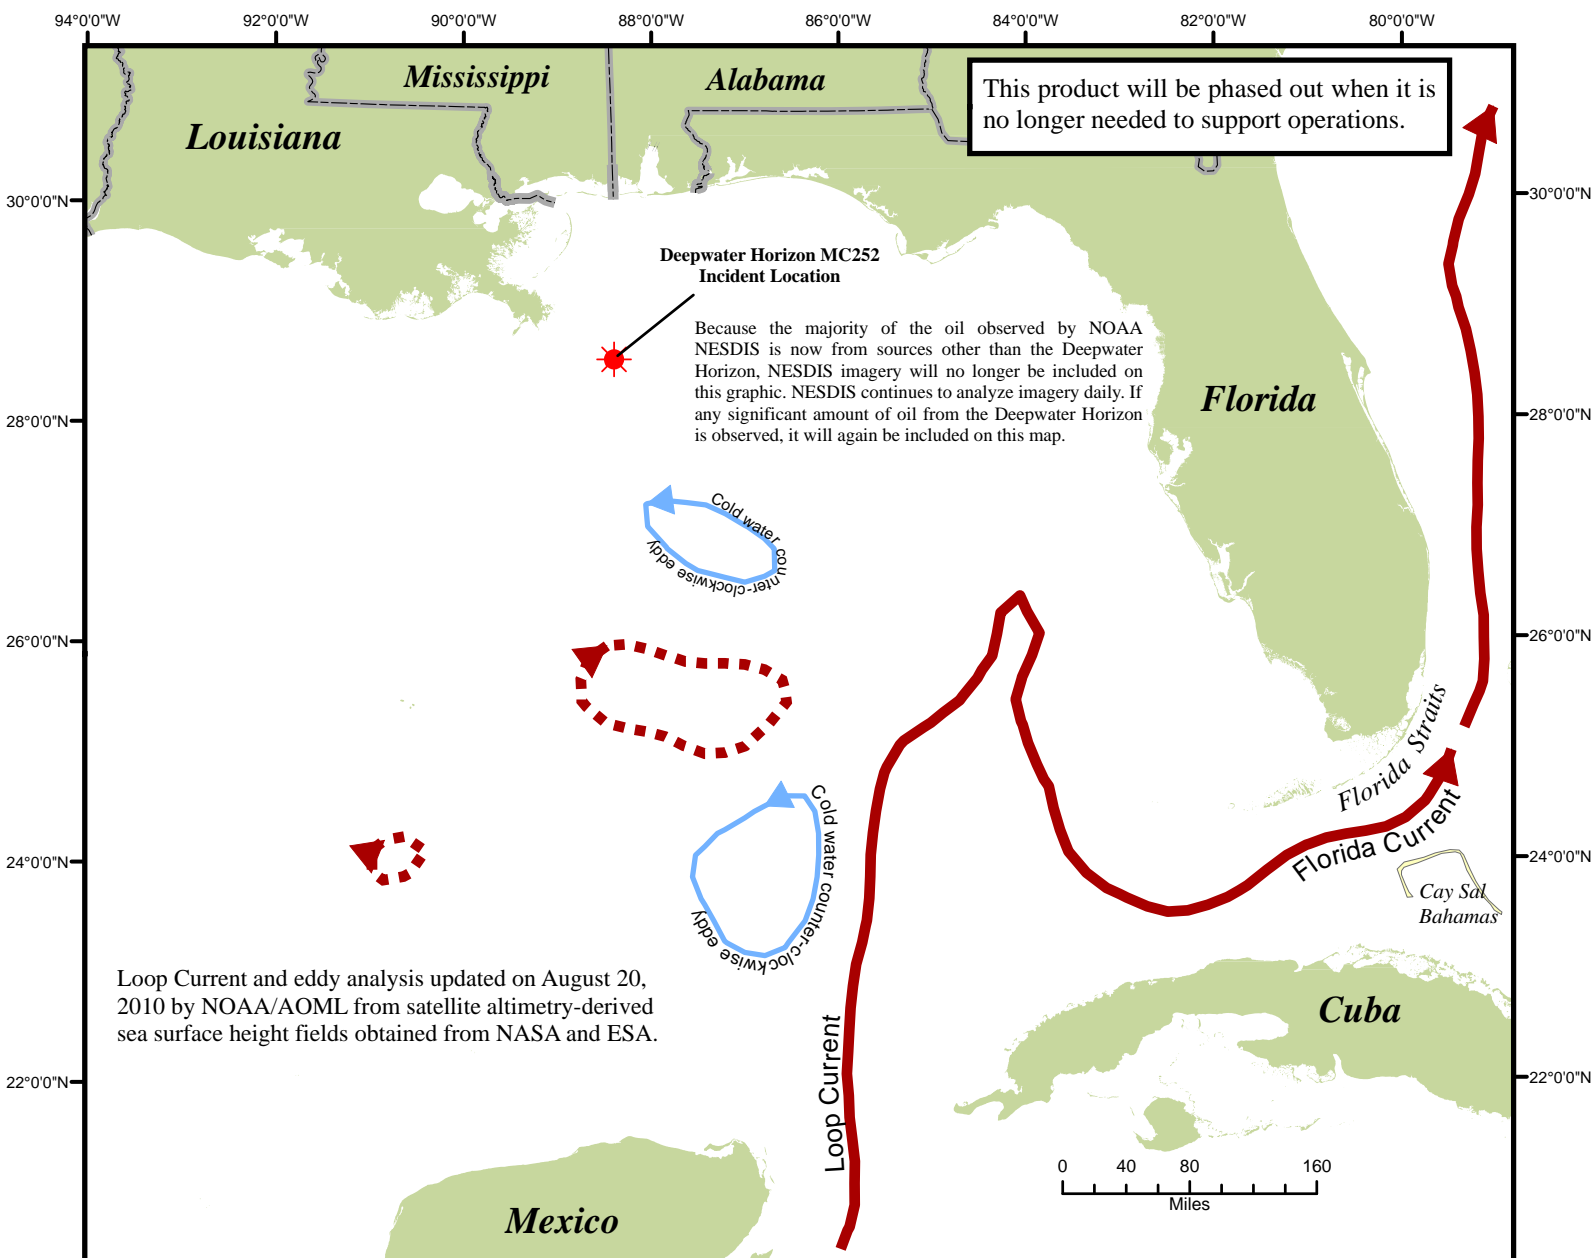 94°0'0"W 92°0'0"W 90°0'0"W 88°0'0"W 86°0'0"W 84°0'0"W 82°0'0"W 80°0'0"W
Mississippi
Alabama
This product will be phased out when it is
no longer needed to support operations.
Louisiana
30°0'0"N
30°0'0"N
Deepwater Horizon MC252
Incident Location
Because the majority of the oil observed by NOAA
NESDIS is now from sources other than the Deepwater
Horizon, NESDIS imagery will no longer be included on
this graphic. NESDIS continues to analyze imagery daily. If
any significant amount of oil from the Deepwater Horizon
is observed, it will again be included on this map.
Florida
28°0'0"N
28°0'0"N
Cold water counter-clockwise eddy
26°0'0"N
26°0'0"N
Florida Straits
Florida Current
Cold water counter-clockwise eddy
24°0'0"N
24°0'0"N
Cay Sal
Bahamas
Loop Current and eddy analysis updated on August 20,
2010 by NOAA/AOML from satellite altimetry-derived
sea surface height fields obtained from NASA and ESA.
Cuba
Loop Current
22°0'0"N
22°0'0"N
0 40 80 160
Miles
Mexico